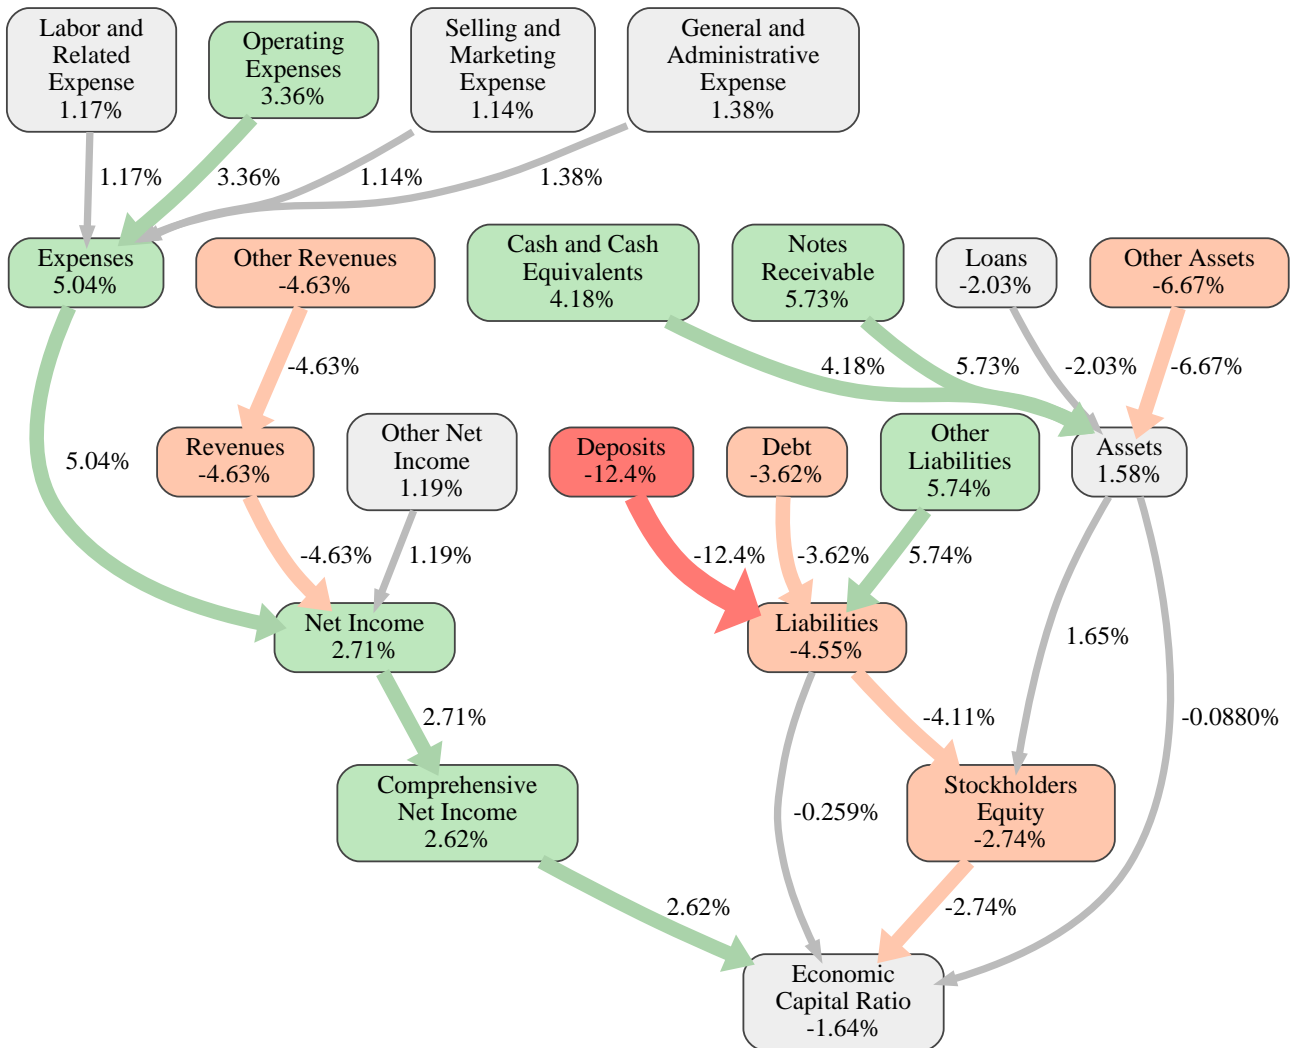 Labor and
Related
Expense
1.17%
Operating
Expenses
3.36%
Selling and
Marketing
Expense
1.14%
General and
Administrative
Expense
1.38%
1.17%
3.36%
1.14%
1.38%
Expenses
5.04%
Other Revenues
-4.63%
Cash and Cash
Equivalents
4.18%
Notes
Receivable
5.73%
Loans
-2.03%
Other Assets
-6.67%
-4.63%
4.18%
5.73%
-2.03%
-6.67%
5.04%
Revenues
-4.63%
Other Net
Income
1.19%
Deposits
-12.4%
Debt
-3.62%
Other
Liabilities
5.74%
Assets
1.58%
-4.63%
1.19%
-12.4%
-3.62%
5.74%
Net Income
2.71%
Liabilities
-4.55%
1.65%
2.71%
-4.11%
-0.0880%
Comprehensive
Net Income
2.62%
-0.259%
Stockholders
Equity
-2.74%
2.62%
-2.74%
Economic
Capital Ratio
-1.64%